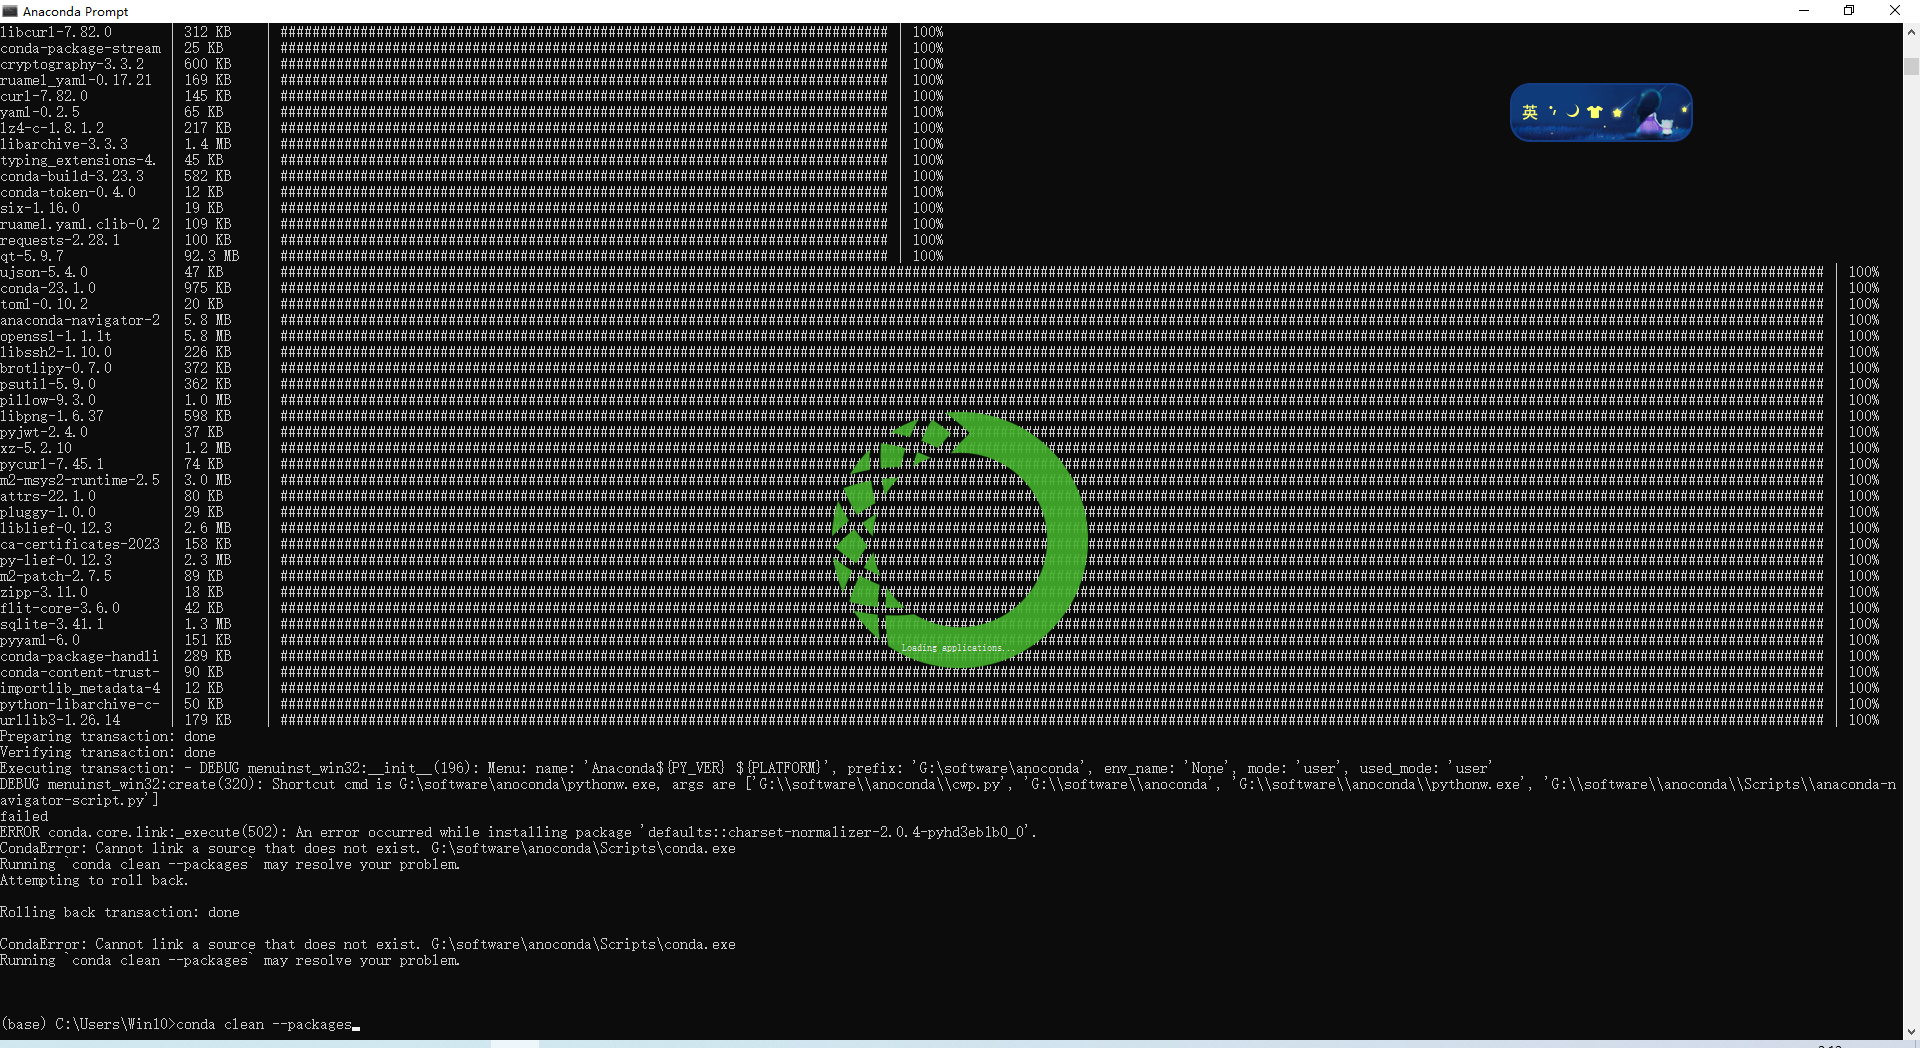 Anaconda Prompt
libcurl-7.82.0 | 312 KB | 100%
conda-package-stream | 25 KB | 100%
cryptography-3.3.2 | 600 KB | 100%
ruamel_yaml-0.17.21 | 169 KB | 100%
curl-7.82.0 | 145 KB | 100%
yaml-0.2.5 | 65 KB | 100%
lz4-c-1.8.1.2 | 217 KB | 100%
libarchive-3.3.3 | 1.4 MB | 100%
typing_extensions-4. | 45 KB | 100%
conda-build-3.23.3 | 582 KB | 100%
conda-token-0.4.0 | 12 KB | 100%
six-1.16.0 | 19 KB | 100%
ruamel.yaml.clib-0.2 | 109 KB | 100%
requests-2.28.1 | 100 KB | 100%
qt-5.9.7 | 92.3 MB | 100%
ujson-5.4.0 | 47 KB | 100%
conda-23.1.0 | 975 KB | 100%
toml-0.10.2 | 20 KB | 100%
anaconda-navigator-2 | 5.8 MB | 100%
openssl-1.1.1t | 5.8 MB | 100%
libssh2-1.10.0 | 226 KB | 100%
brotlipy-0.7.0 | 372 KB | 100%
psutil-5.9.0 | 362 KB | 100%
pillow-9.3.0 | 1.0 MB | 100%
libpng-1.6.37 | 598 KB | 100%
pyjwt-2.4.0 | 37 KB | 100%
xz-5.2.10 | 1.2 MB | 100%
pycurl-7.45.1 | 74 KB | 100%
m2-msys2-runtime-2.5 | 3.0 MB | 100%
attrs-22.1.0 | 80 KB | 100%
pluggy-1.0.0 | 29 KB | 100%
liblief-0.12.3 | 2.6 MB | 100%
ca-certificates-2023 | 158 KB | 100%
py-lief-0.12.3 | 2.3 MB | 100%
m2-patch-2.7.5 | 89 KB | 100%
zipp-3.11.0 | 18 KB | 100%
flit-core-3.6.0 | 42 KB | 100%
sqlite-3.41.1 | 1.3 MB | 100%
pyyaml-6.0 | 151 KB | 100%
conda-package-handli | 289 KB | 100%
conda-content-trust- | 90 KB | 100%
importlib_metadata-4 | 12 KB | 100%
python-libarchive-c- | 50 KB | 100%
urllib3-1.26.14 | 179 KB | 100%
Preparing transaction: done
Verifying transaction: done
Executing transaction: - DEBUG menuinst_win32:__init__(196): Menu: name: 'Anaconda${PY_VER} ${PLATFORM}', prefix: 'G:\software\anoconda', env_name: 'None', mode: 'user', used_mode: 'user'
DEBUG menuinst_win32:create(320): Shortcut cmd is G:\software\anoconda\pythonw.exe, args are ['G:\\software\\anoconda\\cwp.py', 'G:\\software\\anoconda', 'G:\\software\\anoconda\\pythonw.exe', 'G:\\software\\anoconda\\Scripts\\anaconda-n
avigator-script.py']
failed
ERROR conda.core.link:_execute(502): An error occurred while installing package 'defaults::charset-normalizer-2.0.4-pyhd3eb1b0_0'.
CondaError: Cannot link a source that does not exist. G:\software\anoconda\Scripts\conda.exe
Running `conda clean --packages` may resolve your problem.
Attempting to roll back.
Rolling back transaction: done
CondaError: Cannot link a source that does not exist. G:\software\anoconda\Scripts\conda.exe
Running `conda clean --packages` may resolve your problem.
(base) C:\Users\Win10>conda clean --packages
英
Loading applications...